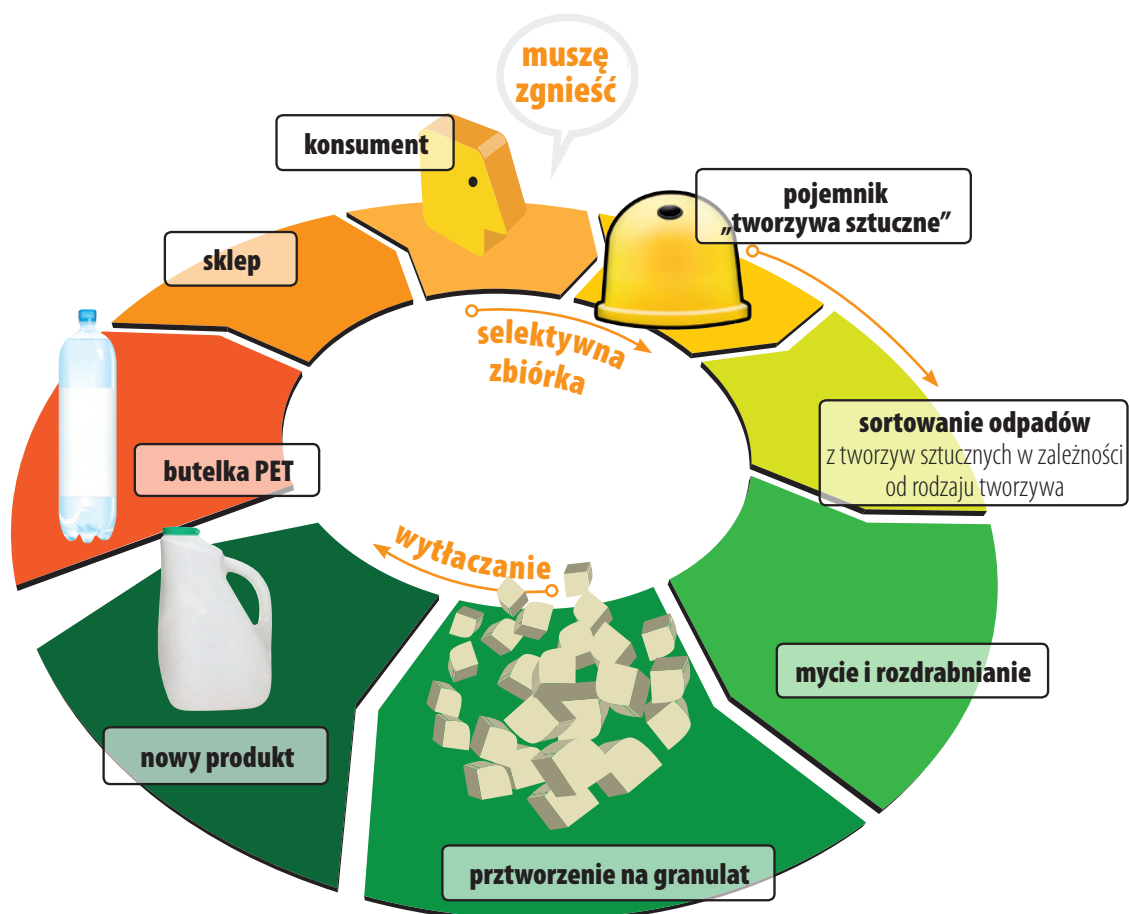 muszę
zgnieść
konsument
pojemnik
„tworzywa sztuczne”
sklep
selektywna
zbiórka
sortowanie odpadów
z tworzyw sztucznych w zależności
od rodzaju tworzywa
butelka PET
wytłaczanie
mycie i rozdrabnianie
nowy produkt
prztworzenie na granulat